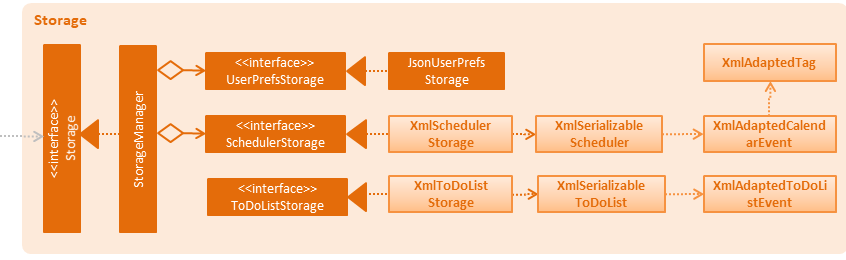 Storage
<<interface>>
Storage
StorageManager
<<interface>>
UserPrefsStorage
JsonUserPrefs
Storage
XmlAdaptedTag
<<interface>>
SchedulerStorage
XmlScheduler
Storage
XmlSerializable
Scheduler
XmlAdaptedCalend
arEvent
<<interface>>
ToDoListStorage
XmlToDoList
Storage
XmlSerializable
ToDoList
XmlAdaptedToDoLi
stEvent